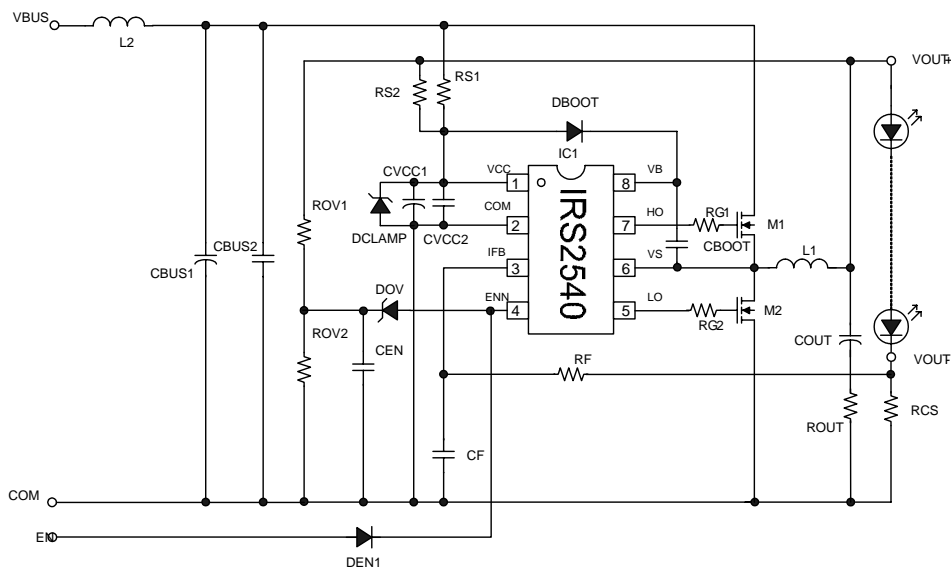 VBUS
L2
VOUT+
RS1
RS2
DBOOT
IC1
CVCC1
VCC
1
8
VB
ROV1
COM
2
7
HO
RG1
M1
DCLAMP
CVCC2
CBOOT
L1
CBUS2
CBUS1
IFB
3
6
VS
IRS2540
DOV
ENN
4
5
LO
M2
ROV2
RG2
CEN
COUT
VOUT-
RF
RCS
ROUT
CF
COM
EN
DEN1